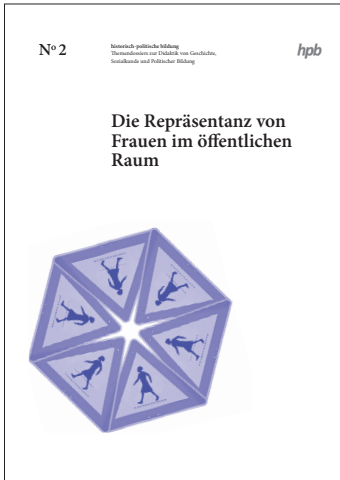 Nº 2
historisch-politische bildung
Themendossiers zur Didaktik von Geschichte,
Sozialkunde und Politischer Bildung
hpb
Die Repräsentanz von
Frauen im öffentlichen
Raum